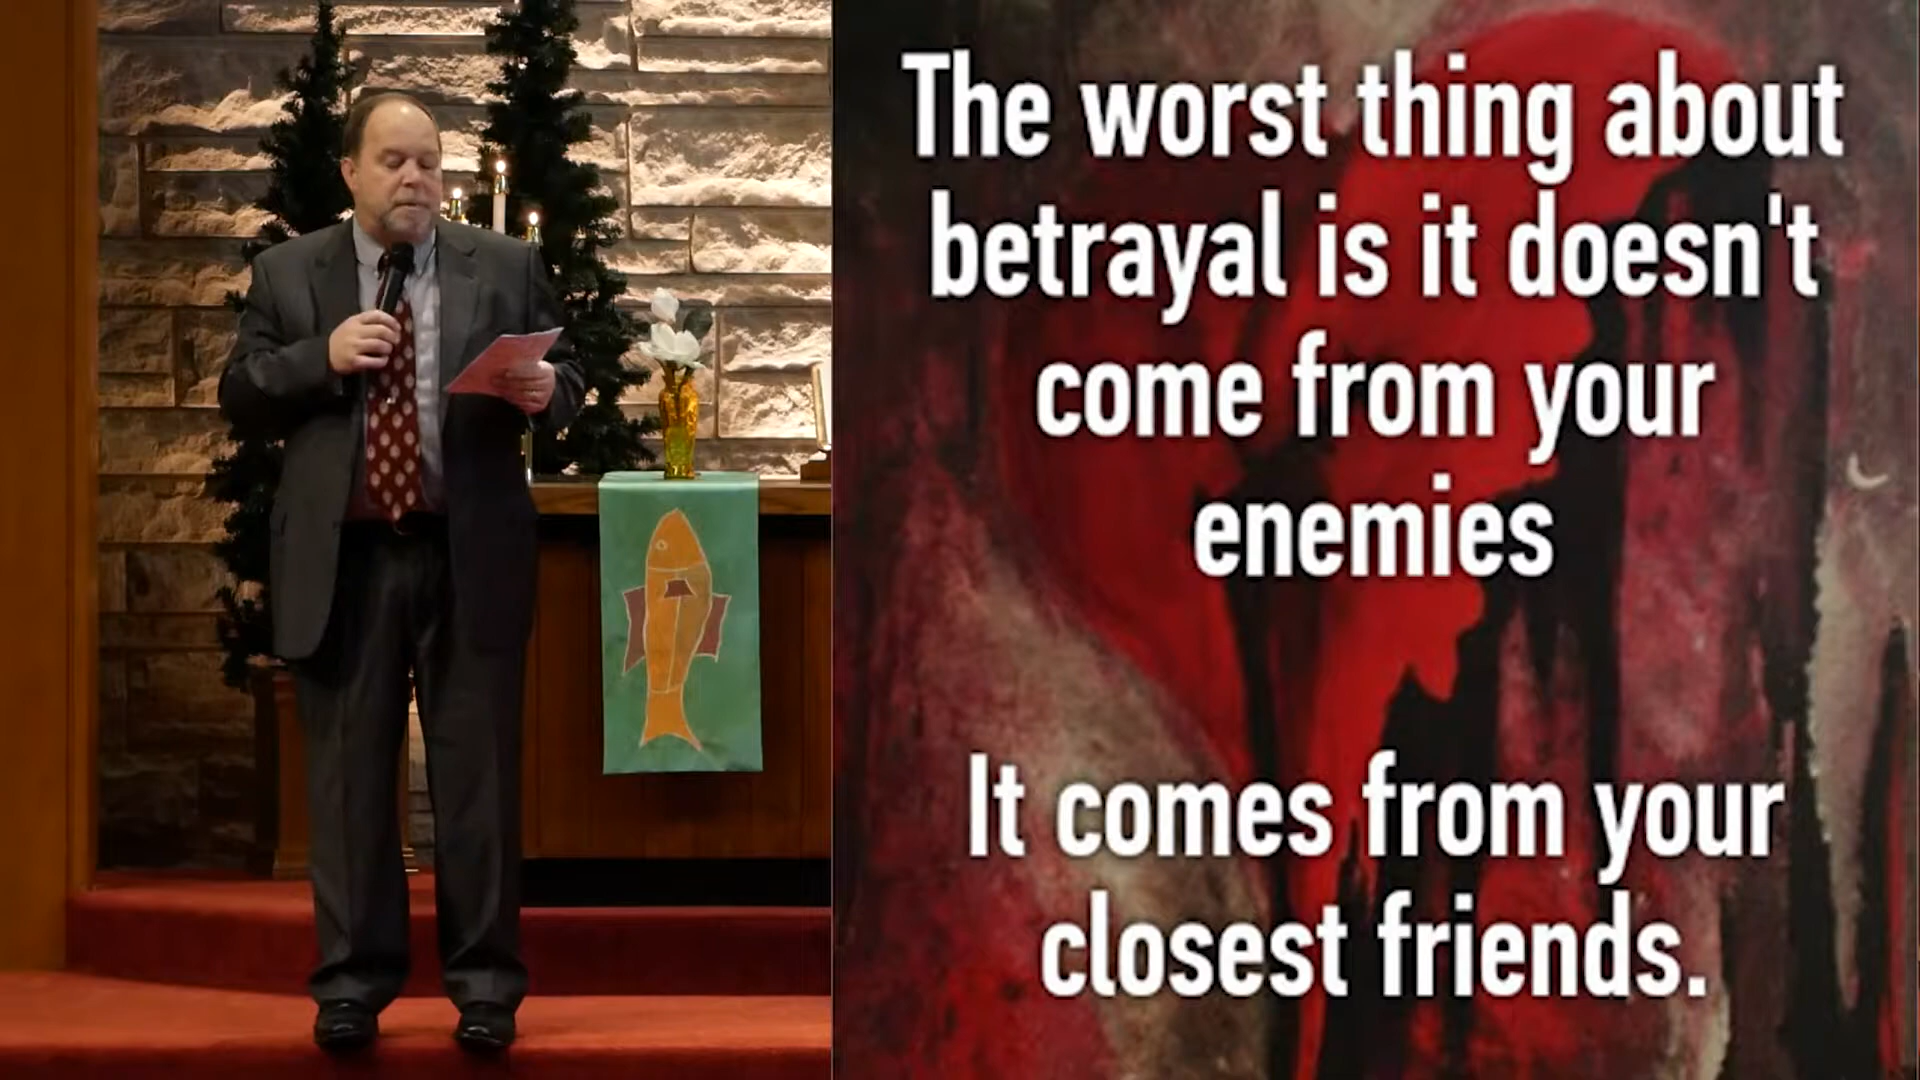 The worst thing about
betrayal is it doesn't
come from your
enemies
It comes from your
closest friends.